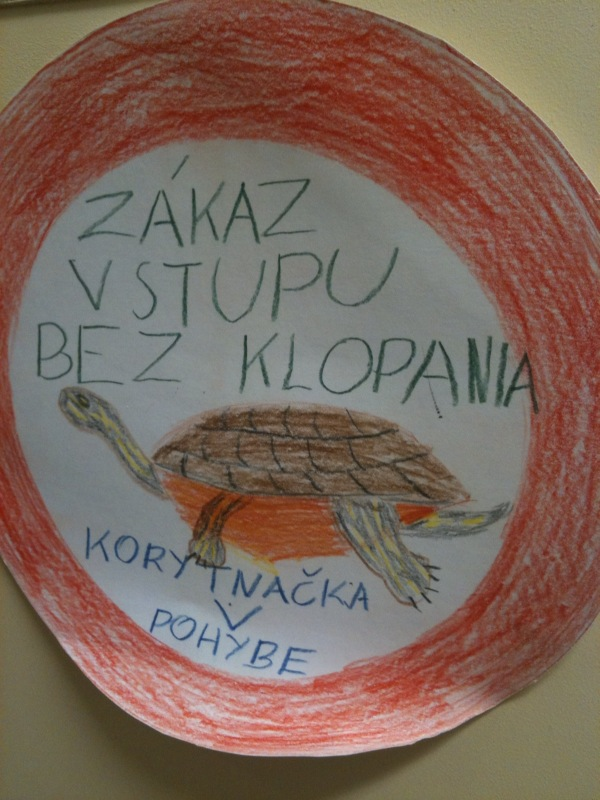 ZÁKAZ
VSTUPU
BEZ KLOPANIA
KORYTNAČKA
V
POHYBE